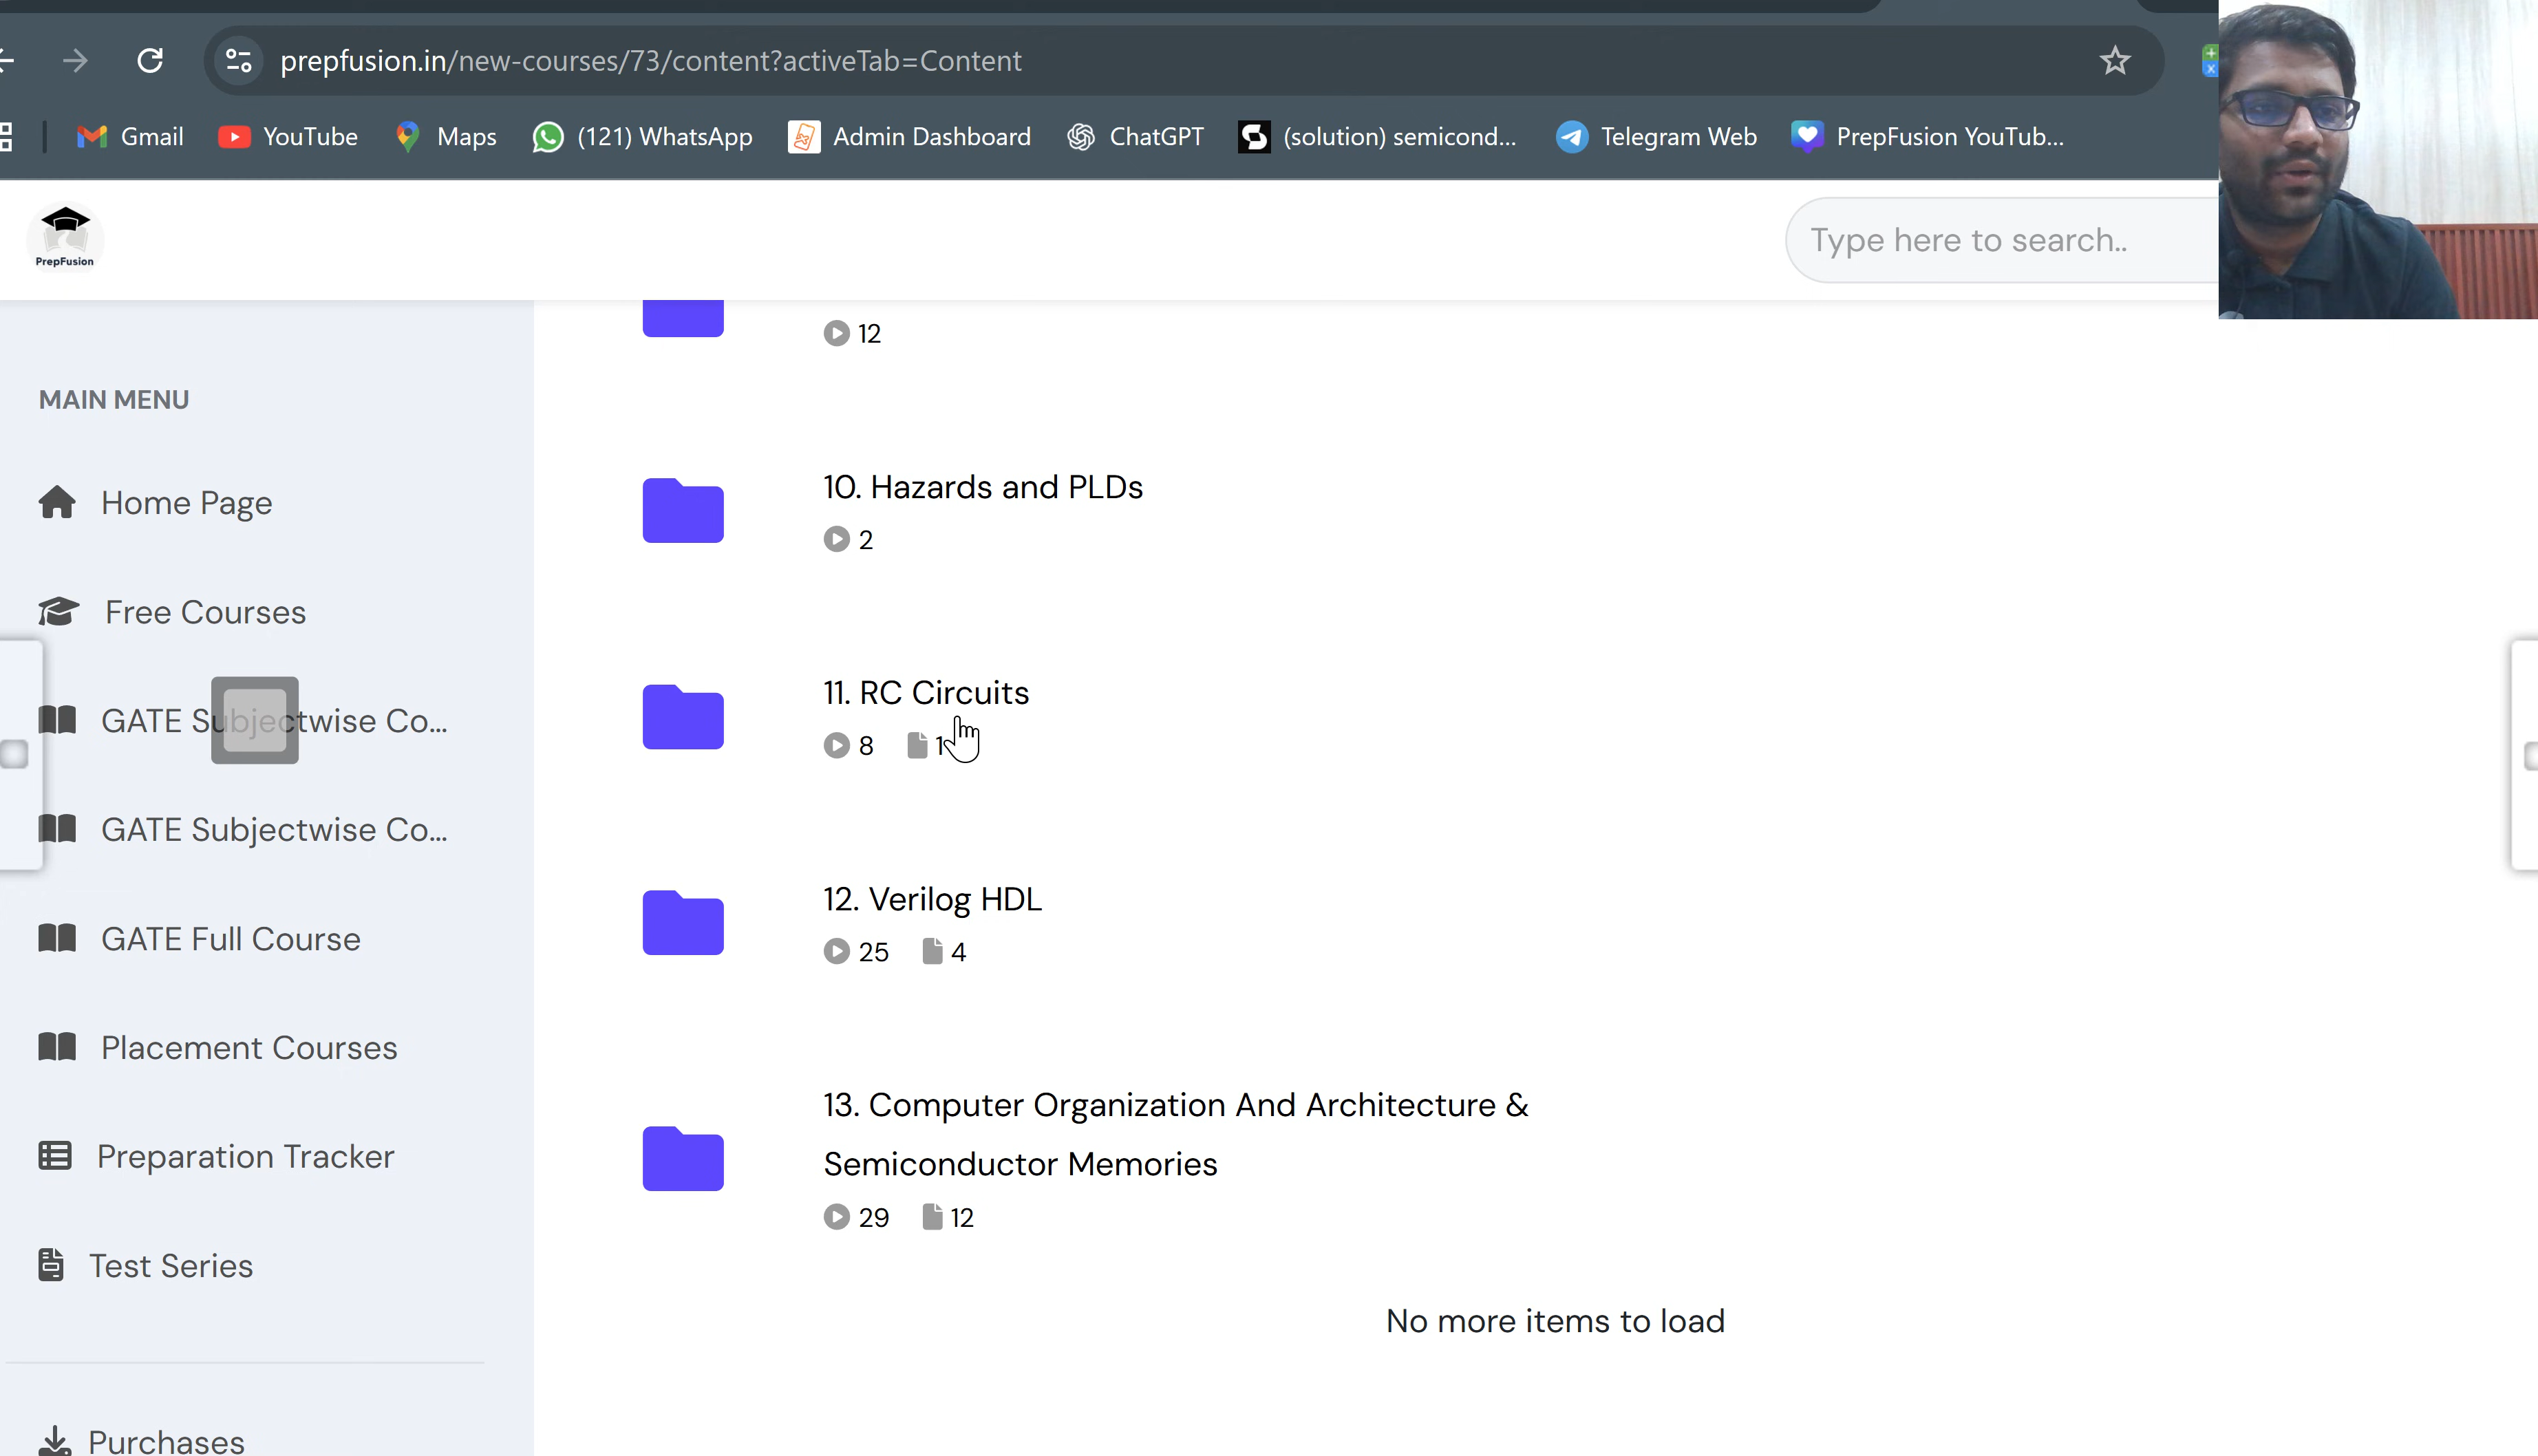 prepfusion.in/new-courses/73/content?activeTab=Content
Gmail YouTube Maps (121) WhatsApp Admin Dashboard ChatGPT (solution) semicond... Telegram Web PrepFusion YouTub...
PrepFusion
Type here to search..
MAIN MENU
Home Page
Free Courses
GATE Subjectwise Co...
GATE Subjectwise Co...
GATE Full Course
Placement Courses
Preparation Tracker
Test Series
Purchases
12
10. Hazards and PLDs
2
11. RC Circuits
8 1
12. Verilog HDL
25 4
13. Computer Organization And Architecture &
Semiconductor Memories
29 12
No more items to load